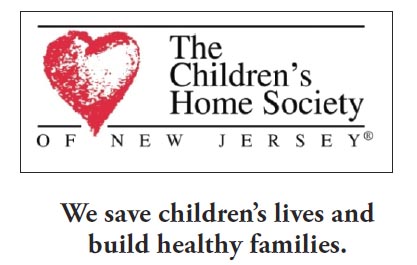 The
Children's
Home Society
OF NEW JERSEY®
We save children's lives and
build healthy families.